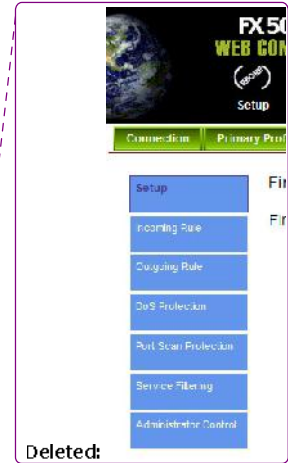 FX50
WEB CON
Setup
Connection Primary Prof
Setup
Fir
Fir
Incoming Rule
Outgoing Rule
DoS Protection
Port Scan Protection
Service Filtering
Administrator Control
Deleted: